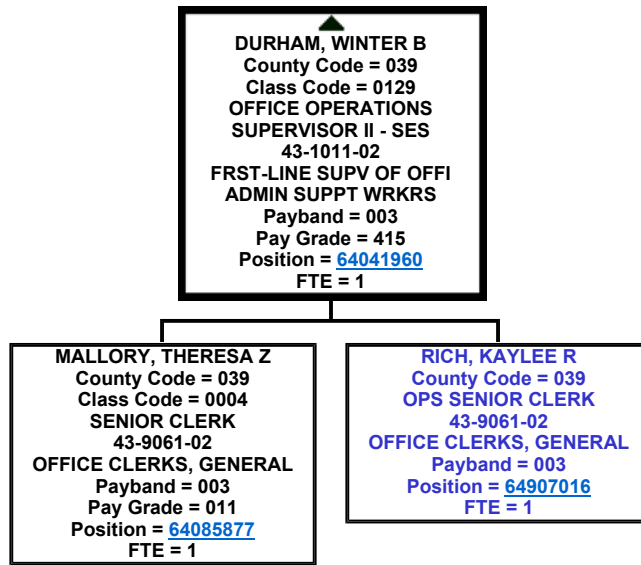 DURHAM, WINTER B
County Code = 039
Class Code = 0129
OFFICE OPERATIONS
SUPERVISOR II - SES
43-1011-02
FRST-LINE SUPV OF OFFI
ADMIN SUPPT WRKRS
Payband = 003
Pay Grade = 415
Position = 64041960
FTE = 1
MALLORY, THERESA Z
County Code = 039
Class Code = 0004
SENIOR CLERK
43-9061-02
OFFICE CLERKS, GENERAL
Payband = 003
Pay Grade = 011
Position = 64085877
FTE = 1
RICH, KAYLEE R
County Code = 039
OPS SENIOR CLERK
43-9061-02
OFFICE CLERKS, GENERAL
Payband = 003
Position = 64907016
FTE = 1